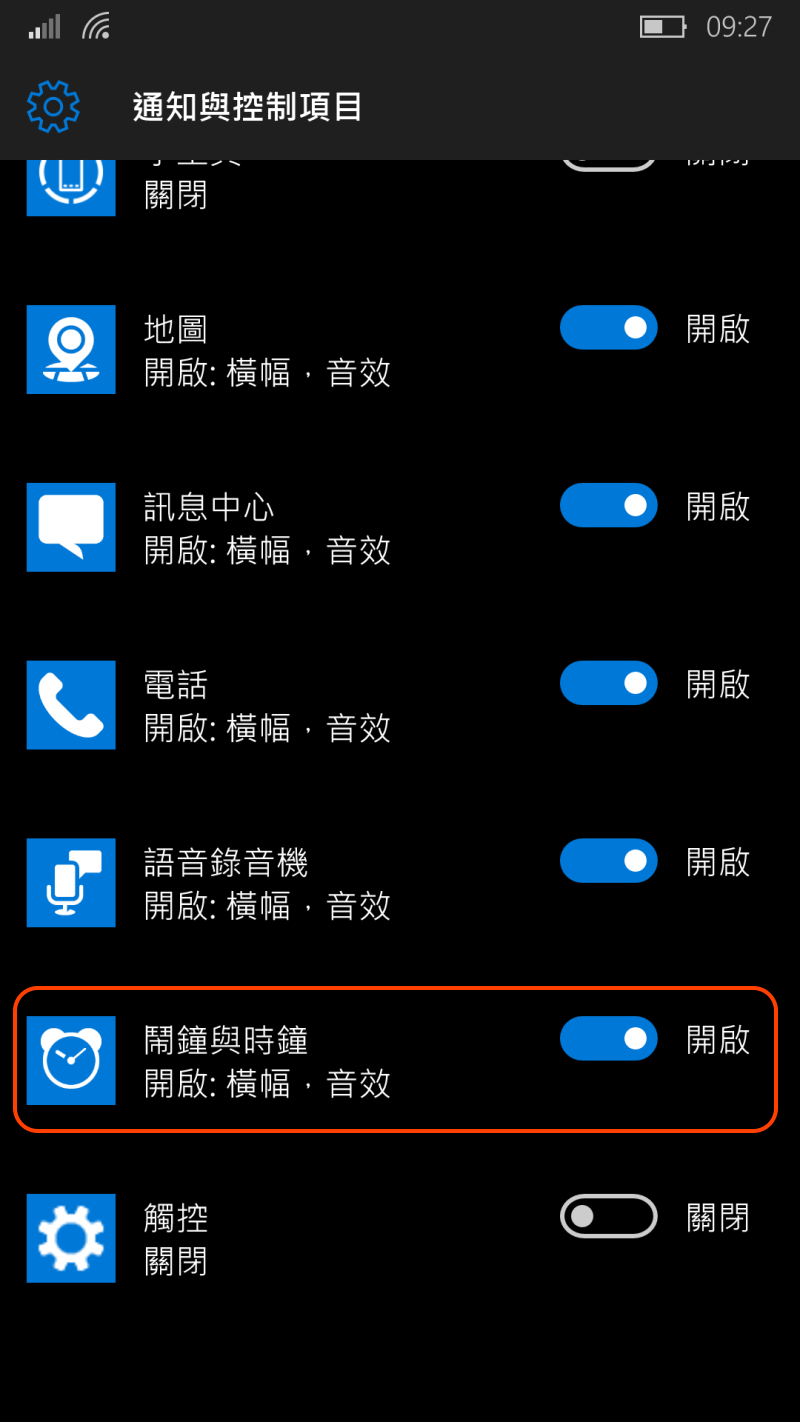 09:27
通知與控制項目
關閉
地圖
開啟: 橫幅，音效
開啟
訊息中心
開啟: 橫幅，音效
開啟
電話
開啟: 橫幅，音效
開啟
語音錄音機
開啟: 橫幅，音效
開啟
鬧鐘與時鐘
開啟: 橫幅，音效
開啟
觸控
關閉
關閉